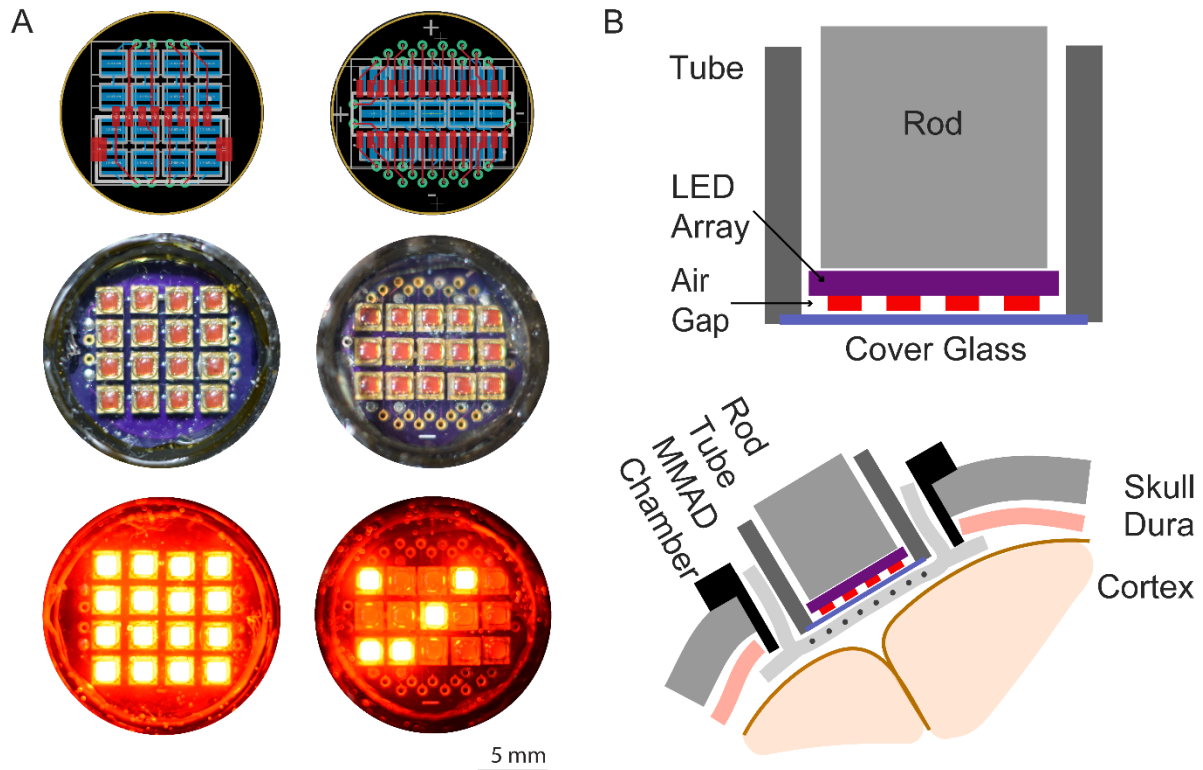 A
B
+
+
+
-
-
Tube
Rod
LED
Array
Air
Gap
Cover Glass
Rod
Tube
MMAD
Chamber
Skull
Dura
Cortex
5 mm